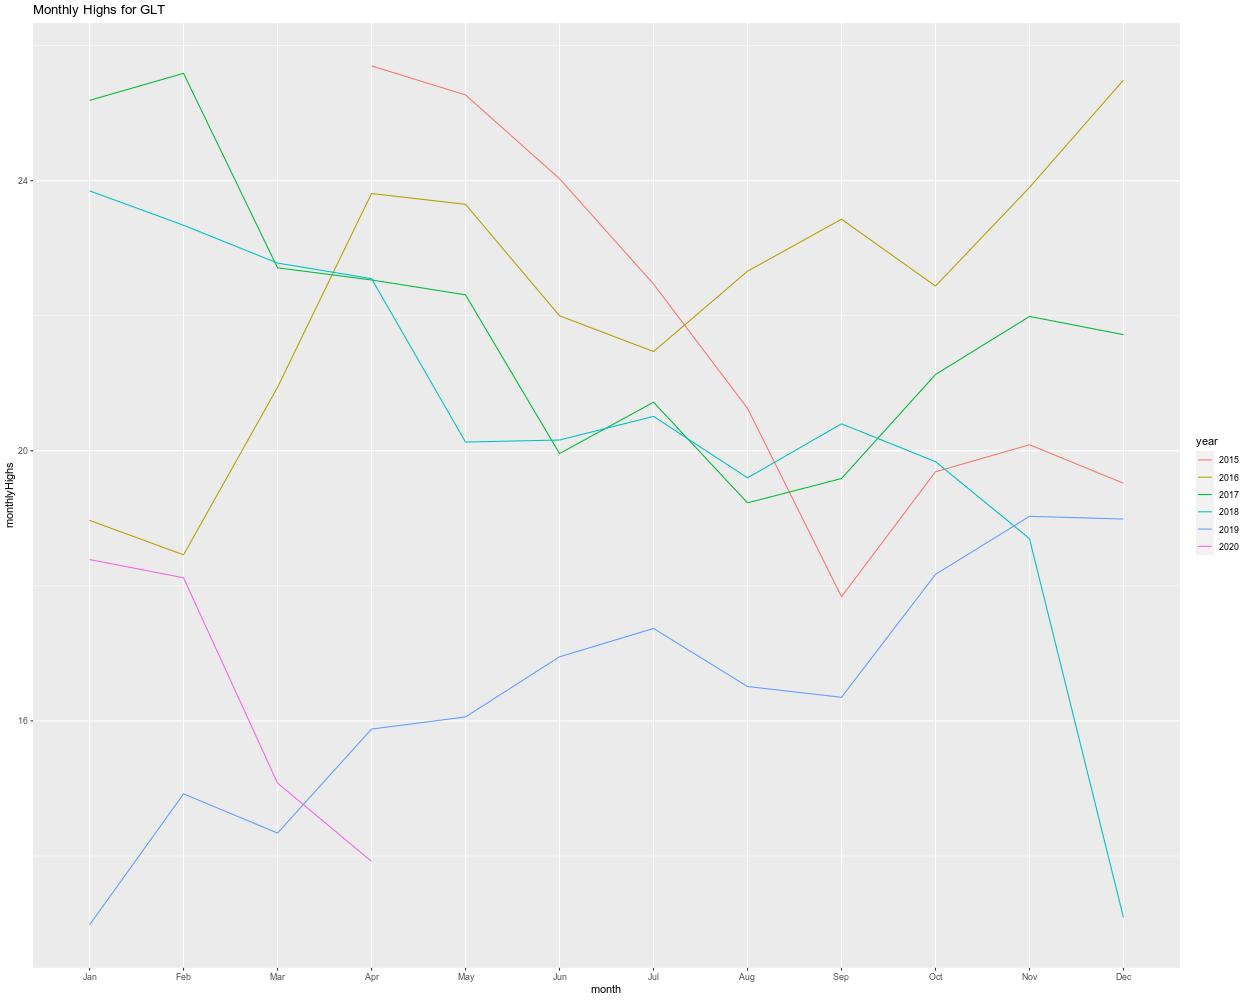 Monthly Highs for GLT
24
20
16
monthlyHighs
Jan Feb Mar Apr May Jun Jul Aug Sep Oct Nov Dec
month
year
2015
2016
2017
2018
2019
2020